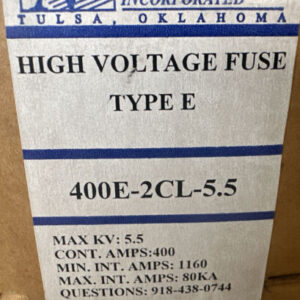 INCORPORATED
TULSA, OKLAHOMA
HIGH VOLTAGE FUSE
TYPE E
400E-2CL-5.5
MAX KV: 5.5
CONT. AMPS:400
MIN. INT. AMPS: 1160
MAX. INT. AMPS: 80KA
QUESTIONS: 918-438-0744